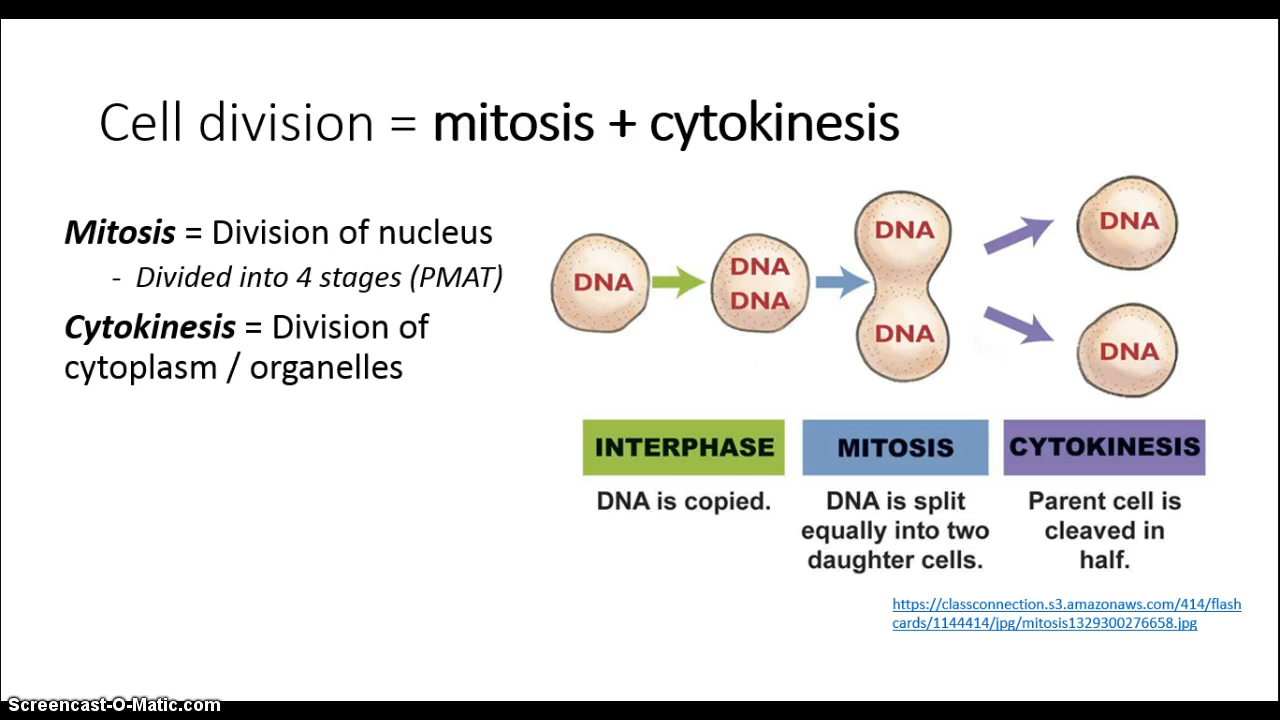 Cell division = mitosis + cytokinesis
Mitosis = Division of nucleus
- Divided into 4 stages (PMAT)
Cytokinesis = Division of
cytoplasm / organelles
DNA
DNA
DNA
DNA
DNA
DNA
DNA
INTERPHASE
DNA is copied.
MITOSIS
DNA is split
equally into two
daughter cells.
CYTOKINESIS
Parent cell is
cleaved in
half.
https://classconnection.s3.amazonaws.com/414/flash
cards/1144414/jpg/mitosis1329300276658.jpg
Screencast-O-Matic.com